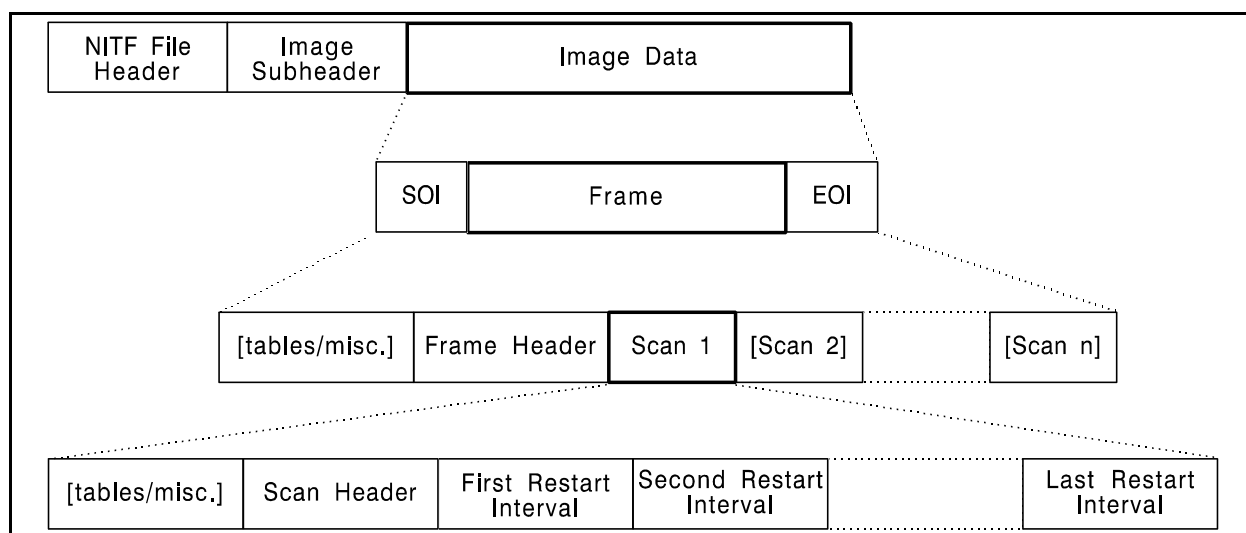 NITF File Header
Image Subheader
Image Data
SOI
Frame
EOI
[tables/misc.]
Frame Header
Scan 1
[Scan 2]
[Scan n]
[tables/misc.]
Scan Header
First Restart Interval
Second Restart Interval
Last Restart Interval